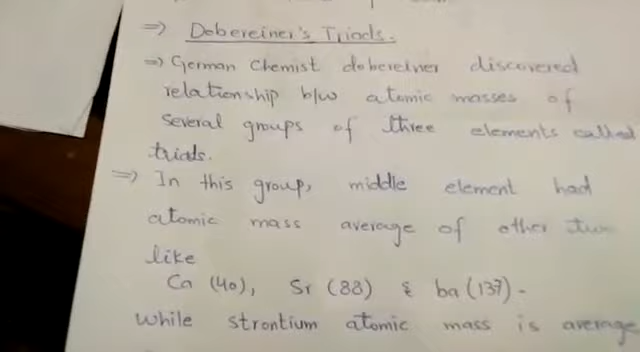 ⇒ Dobereiner's Triads.
⇒ German Chemist dobereiner discovered
relationship b/w atomic masses of
several groups of three elements called
triads.
⇒ In this group, middle element had
atomic mass average of other two
like
Ca (40), Sr (88) & ba (137) -
while strontium atomic mass is average